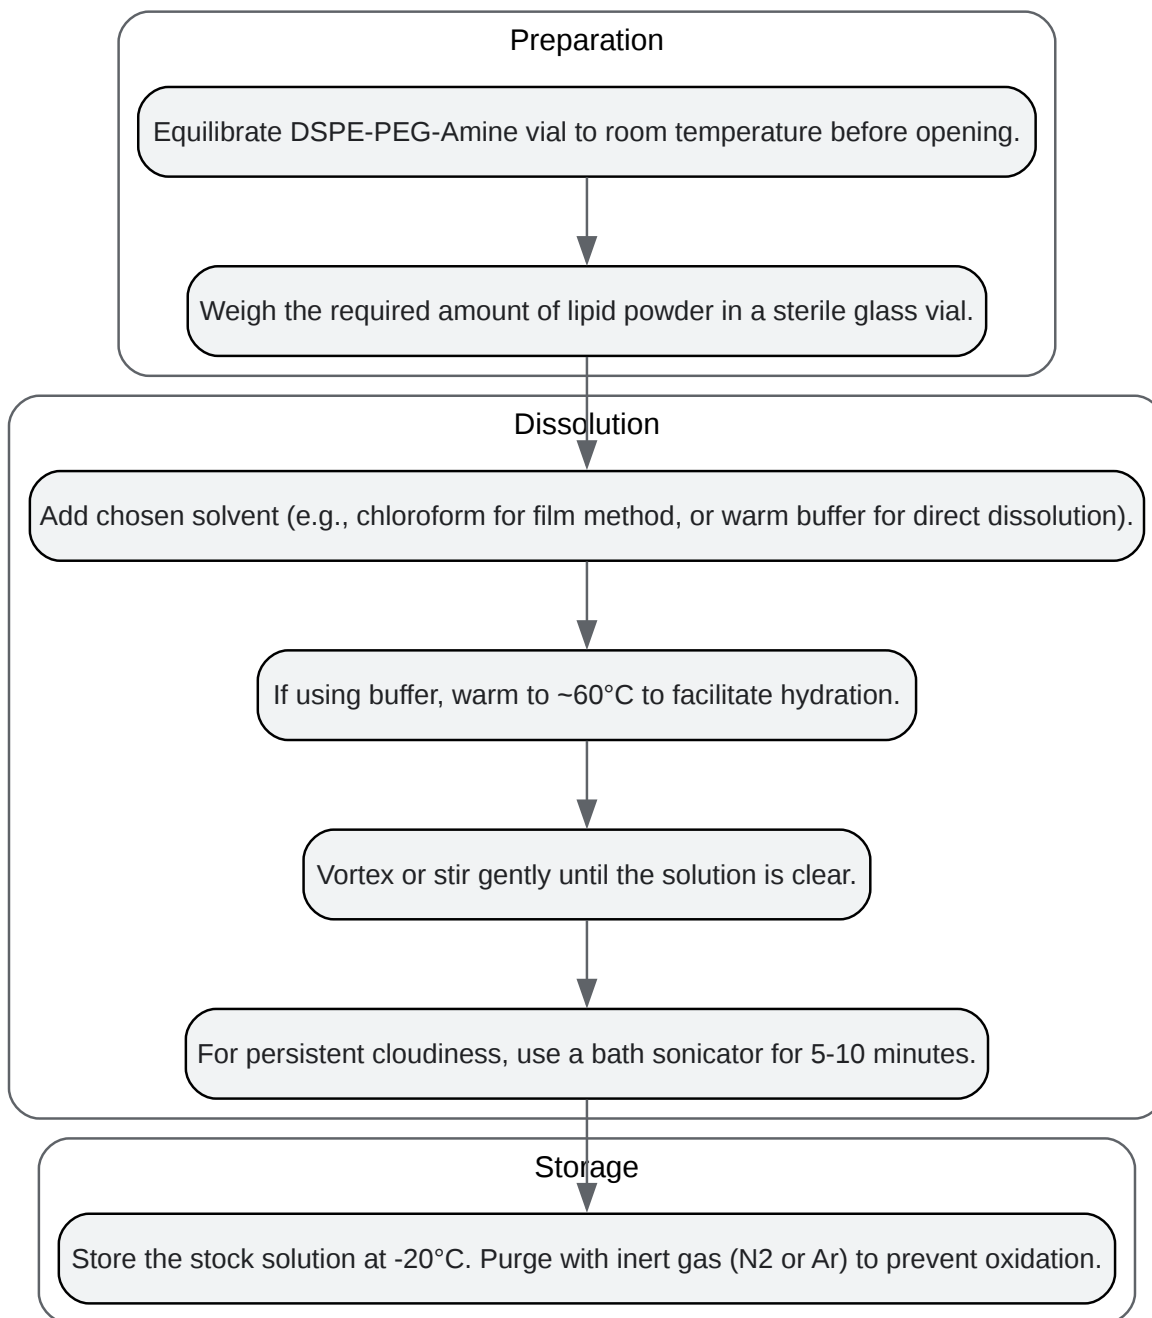 Preparation
Equilibrate DSPE-PEG-Amine vial to room temperature before opening.
Weigh the required amount of lipid powder in a sterile glass vial.
Dissolution
Add chosen solvent (e.g., chloroform for film method, or warm buffer for direct dissolution).
If using buffer, warm to ~60°C to facilitate hydration.
Vortex or stir gently until the solution is clear.
For persistent cloudiness, use a bath sonicator for 5-10 minutes.
Storage
Store the stock solution at -20°C. Purge with inert gas (N2 or Ar) to prevent oxidation.